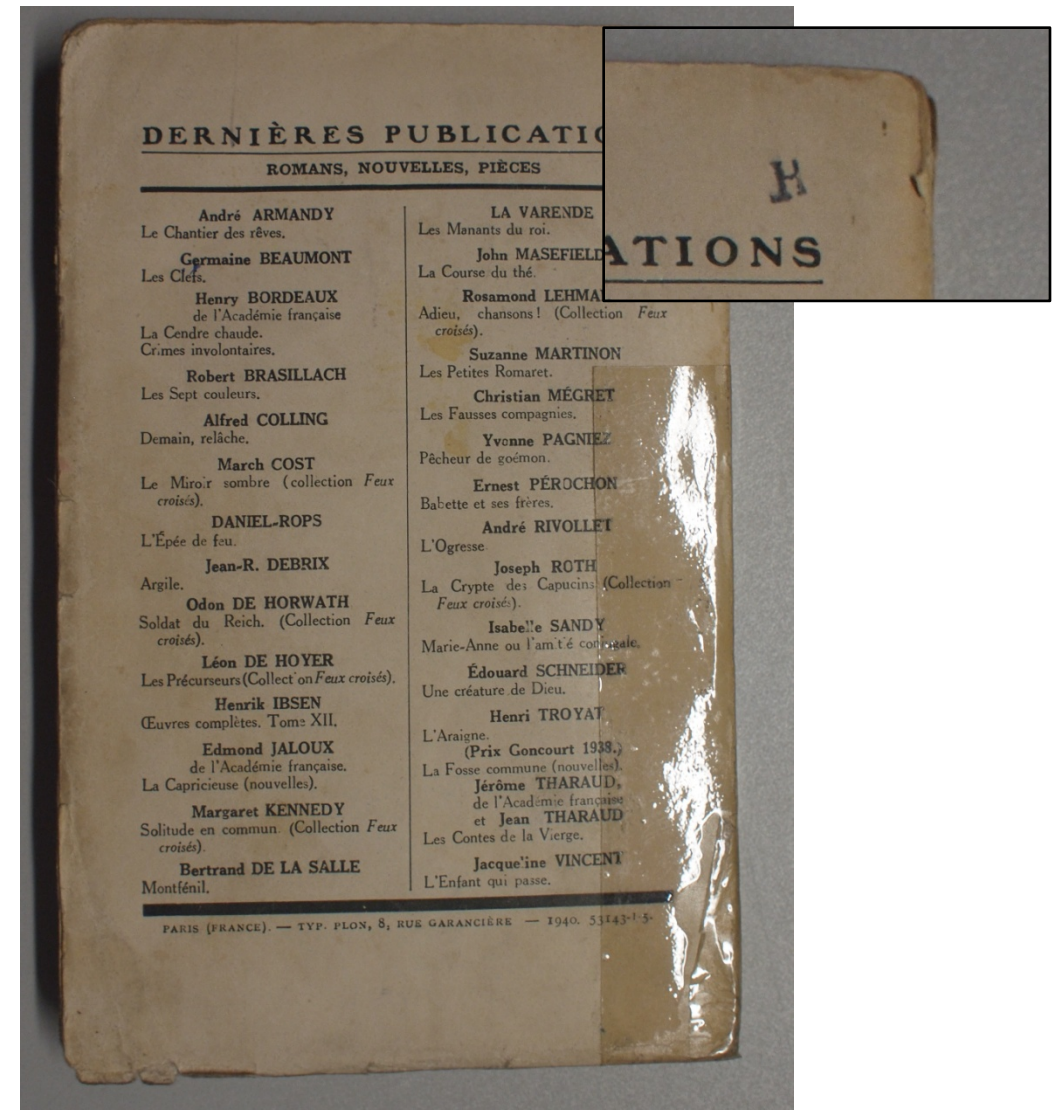 H
DERNIÈRES PUBLICATIONS
ROMANS, NOUVELLES, PIÈCES
André ARMANDY
Le Chantier des rêves.
Germaine BEAUMONT
Les Clefs.
Henry BORDEAUX
de l'Académie française
La Cendre chaude.
Crimes involontaires.
Robert BRASILLACH
Les Sept couleurs.
Alfred COLLING
Demain, relâche.
March COST
Le Miroir sombre (collection Feux
croisés).
DANIEL-ROPS
L'Épée de feu.
Jean-R. DEBRIX
Argile.
Odon DE HORWATH
Soldat du Reich. (Collection Feux
croisés).
Léon DE HOYER
Les Précurseurs (Collection Feux croisés).
Henrik IBSEN
Œuvres complètes. Tome XII.
Edmond JALOUX
de l'Académie française.
La Capricieuse (nouvelles).
Margaret KENNEDY
Solitude en commun (Collection Feux
croisés).
Bertrand DE LA SALLE
Montfénil.
LA VARENDE
Les Manants du roi.
John MASEFIELD
La Course du thé.
Rosamond
Adieu, chansons! (Collection Feux
croisés).
Suzanne MARTINON
Les Petites Romaret.
Christian MÉGRET
Les Fausses compagnies.
Yvonne PAGNIEZ
Pêcheur de goémon.
Ernest PÉROCHON
Babette et ses frères.
André RIVOLLET
L'Ogresse
Joseph ROTH
La Crypte des Capucins (Collection
Feux croisés).
Isabelle SANDY
Marie-Anne ou l'amitié conjugale.
Édouard SCHNEIDER
Une créature de Dieu.
Henri TROYAT
L'Araigne.
(Prix Goncourt 1938.)
La Fosse commune (nouvelles).
Jérôme THARAUD,
de l'Académie française
et Jean THARAUD
Les Contes de la Vierge.
Jacqueline VINCENT
L'Enfant qui passe.
PARIS (FRANCE). — TYP. PLON, 8, RUE GARANCIÈRE — 1940. 53143-1-5.